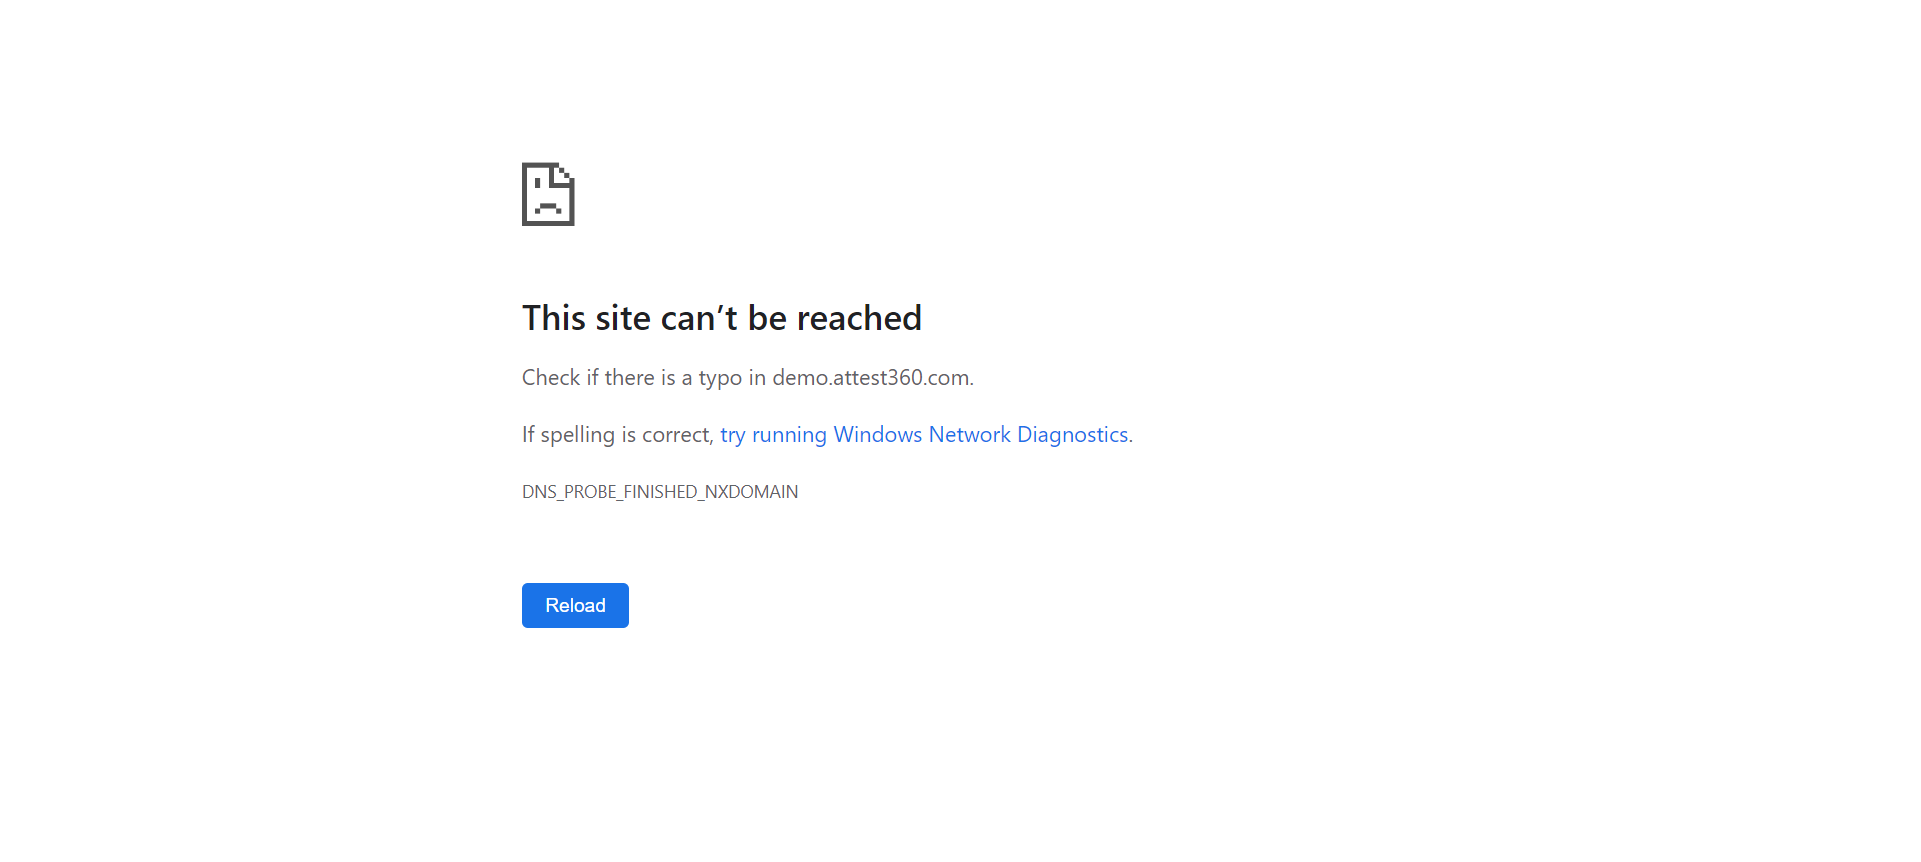 This site can’t be reached
Check if there is a typo in demo.attest360.com.
If spelling is correct, try running Windows Network Diagnostics.
DNS_PROBE_FINISHED_NXDOMAIN
Reload